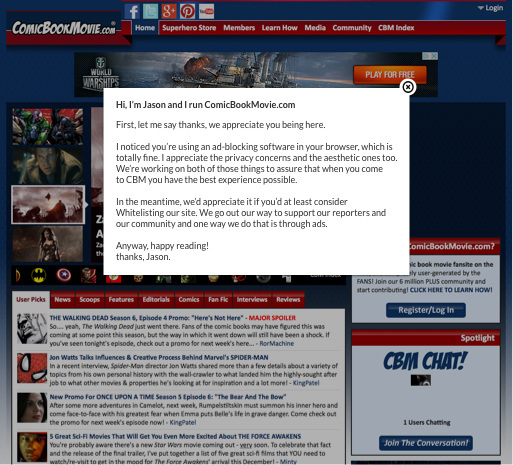 Login
COMICBOOKMOVIE.COM
Home Superhero Store Members Learn How Media Community CBM Index
WORLD OF WARSHIPS
PLAY FOR FREE
Hi, I'm Jason and I run ComicBookMovie.com
First, let me say thanks, we appreciate you being here.
I noticed you're using an ad-blocking software in your browser, which is
totally fine. I appreciate the privacy concerns and the aesthetic ones too.
We're working on both of those things to assure that when you come
to CBM you have the best experience possible.
In the meantime, we'd appreciate it if you'd at least consider
Whitelisting our site. We go out our way to support our reporters and
our community and one way we do that is through ads.
Anyway, happy reading!
thanks, Jason.
ComicBookMovie.com?
comic book movie fansite on the
only user-generated by the
FANS! Join our 6 million PLUS community and
start contributing! CLICK HERE TO LEARN HOW!
Register/Log In
User Picks News Scoops Features Editorials Comics Fan Fic Interviews Reviews
THE WALKING DEAD Season 6, Episode 4 Promo: "Here's Not Here" - MAJOR SPOILER
So.... yeah, The Walking Dead just went there. Fans of the comic books may have figured this was
coming at some point this season, but the way in which it went down will still have been a shock. If
you've seen tonight's episode, check out a promo for next week's here... - RorMachine
Jon Watts Talks Influences & Creative Process Behind Marvel's SPIDER-MAN
In a recent interview, Spider-Man director Jon Watts shared more than a few details about a variety of
topics from his own personal history with the wall-crawler to what landed him the highly-sought after
job to what other movies & properties he's looking at for inspiration and a lot more! - KingPatel
New Promo For ONCE UPON A TIME Season 5 Episode 6: "The Bear And The Bow"
After some more adventures in Camelot, next week, Rumpelstiltskin must summon his inner hero and
come face-to-face with his greatest fear when Emma puts Belle's life in grave danger. Come check out
the promo for next week's episode now! - KingPatel
5 Great Sci-Fi Movies That Will Get You Even More Excited About THE FORCE AWAKENS
You're probably aware there's a new Star Wars movie coming out - very soon. To celebrate that fact
and the release of the final trailer, I've put together a list of five great sci-fi films that YOU NEED to
watch/re-visit to get in the mood for The Force Awakens' arrival this December! - Minty
Spotlight
CBM CHAT!
1 Users Chatting
Join The Conversation!